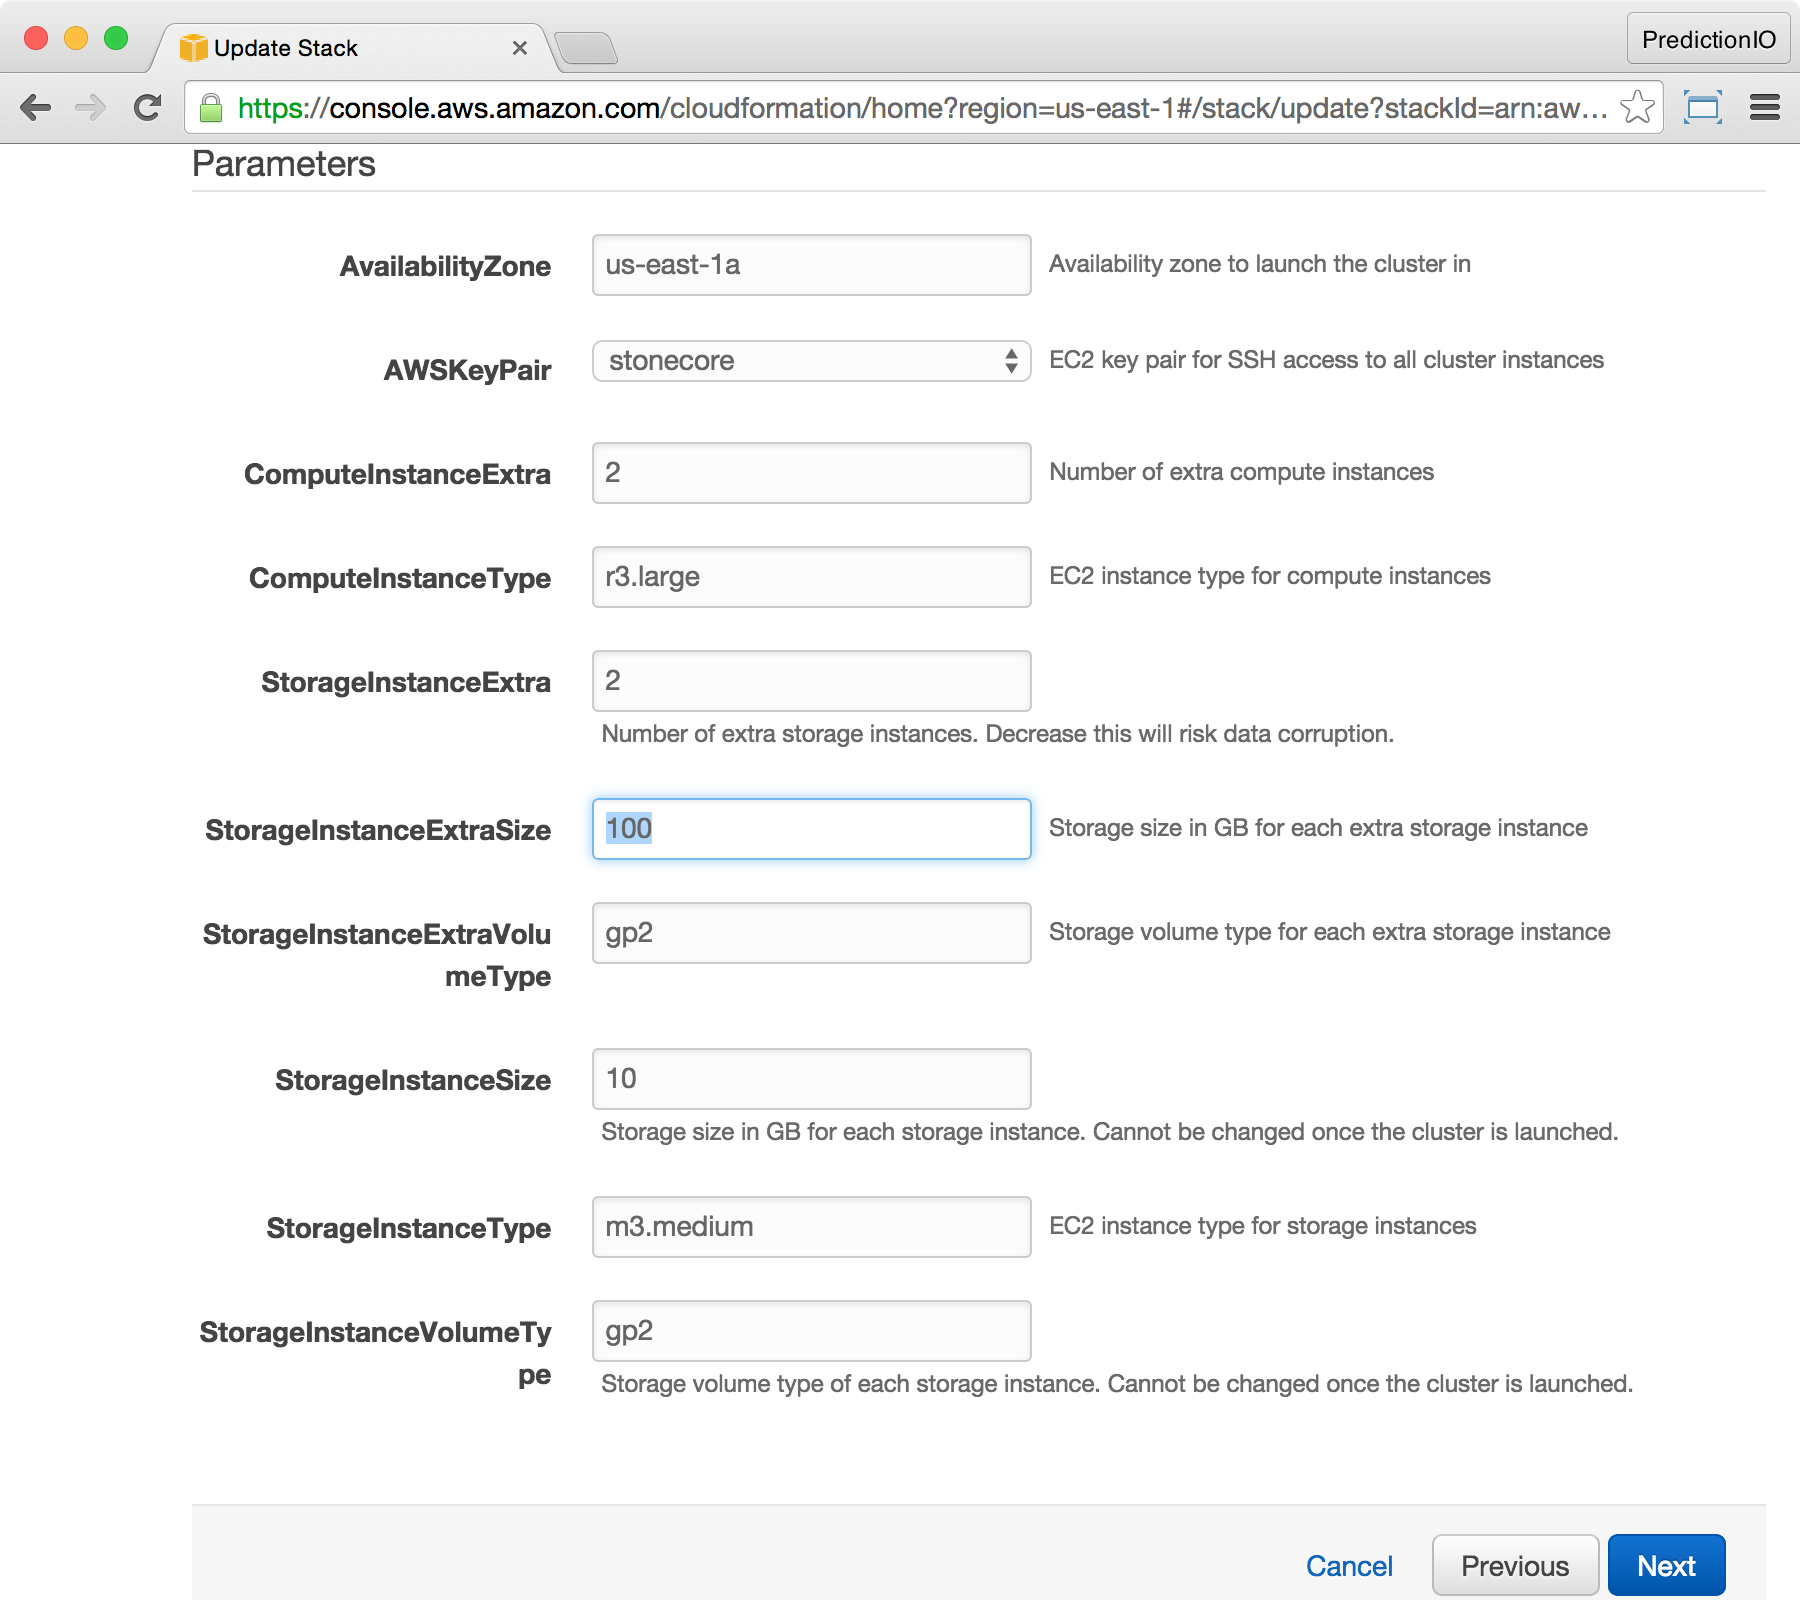 Update Stack
PredictionIO
https://console.aws.amazon.com/cloudformation/home?region=us-east-1#/stack/update?stackId=arn:aw...
Parameters
AvailabilityZone us-east-1a Availability zone to launch the cluster in
AWSKeyPair stonecore EC2 key pair for SSH access to all cluster instances
ComputeInstanceExtra 2 Number of extra compute instances
ComputeInstanceType r3.large EC2 instance type for compute instances
StorageInstanceExtra 2
Number of extra storage instances. Decrease this will risk data corruption.
StorageInstanceExtraSize 100 Storage size in GB for each extra storage instance
StorageInstanceExtraVolu gp2 Storage volume type for each extra storage instance
meType
StorageInstanceSize 10
Storage size in GB for each storage instance. Cannot be changed once the cluster is launched.
StorageInstanceType m3.medium EC2 instance type for storage instances
StorageInstanceVolumeTy gp2
pe
Storage volume type of each storage instance. Cannot be changed once the cluster is launched.
Cancel Previous Next